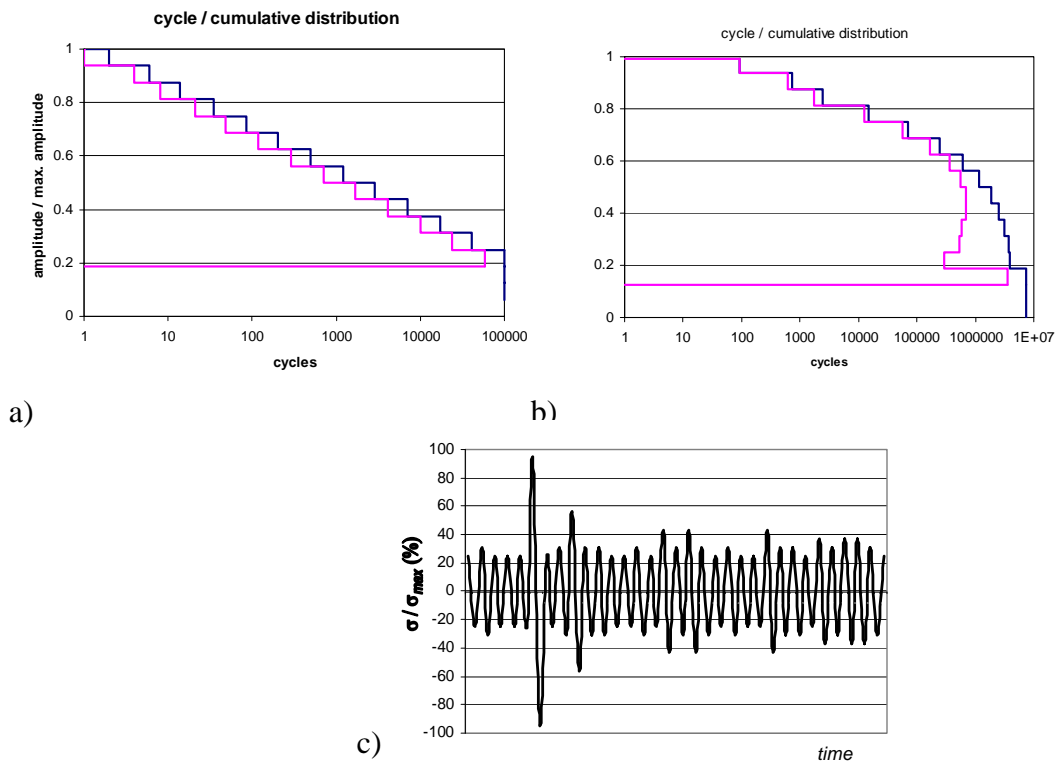 cycle / cumulative distribution
amplitude / max. amplitude
1
0.8
0.6
0.4
0.2
0
1 10 100 1000 10000 100000
cycles
a)
cycle / cumulative distribution
1
0.8
0.6
0.4
0.2
0
1 10 100 1000 10000 100000 1000000 1E+07
cycles
b)
σ / σmax (%)
100
80
60
40
20
0
-20
-40
-60
-80
-100
c)
time